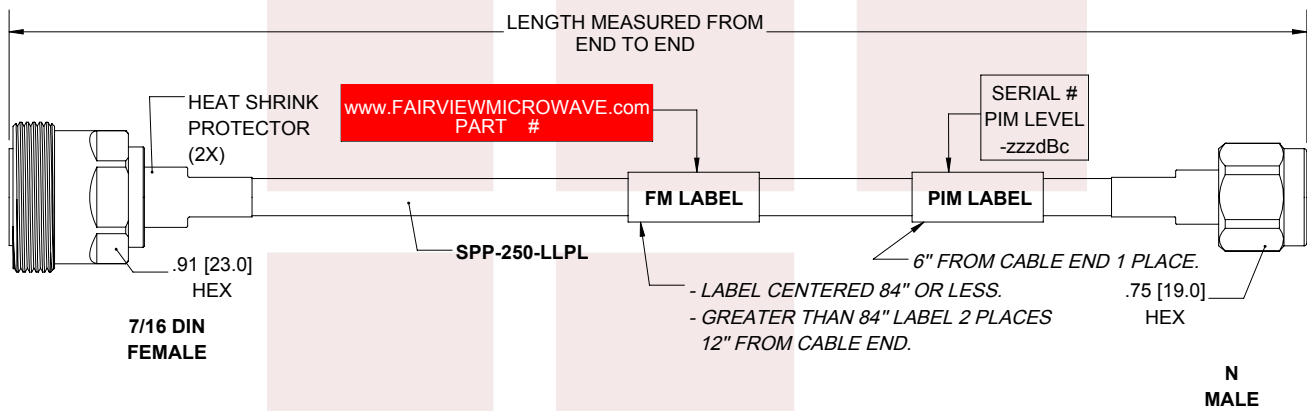 LENGTH MEASURED FROM
END TO END
HEAT SHRINK
PROTECTOR
(2X)
www.FAIRVIEWMICROWAVE.com
PART #
SERIAL #
PIM LEVEL
-zzzdBc
FM LABEL
PIM LABEL
SPP-250-LLPL
.91 [23.0]
HEX
7/16 DIN
FEMALE
- LABEL CENTERED 84" OR LESS.
- GREATER THAN 84" LABEL 2 PLACES
12" FROM CABLE END.
6" FROM CABLE END 1 PLACE.
.75 [19.0]
HEX
N
MALE